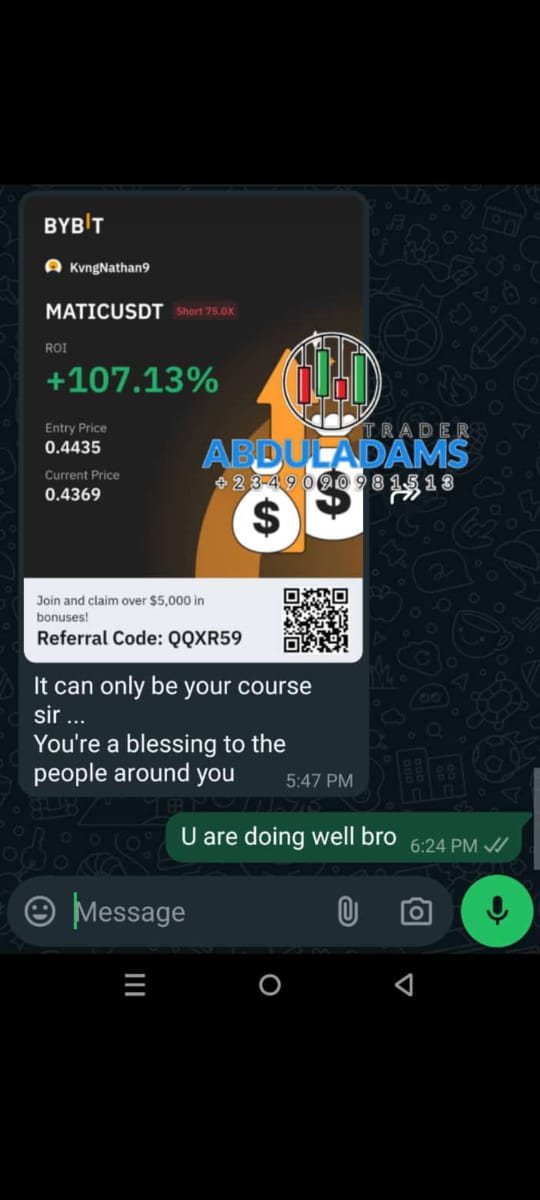 BYBIT
KvngNathan9
MATICUSDT Short 75.0X
ROI
+107.13%
TRADER
Entry Price
ABDULADAMS
0.4435
+2349090981513
Current Price
0.4369
$ $
Join and claim over $5,000 in
bonuses!
Referral Code: QQXR59
It can only be your course
sir ...
You're a blessing to the
people around you 5:47 PM
U are doing well bro 6:24 PM
Message